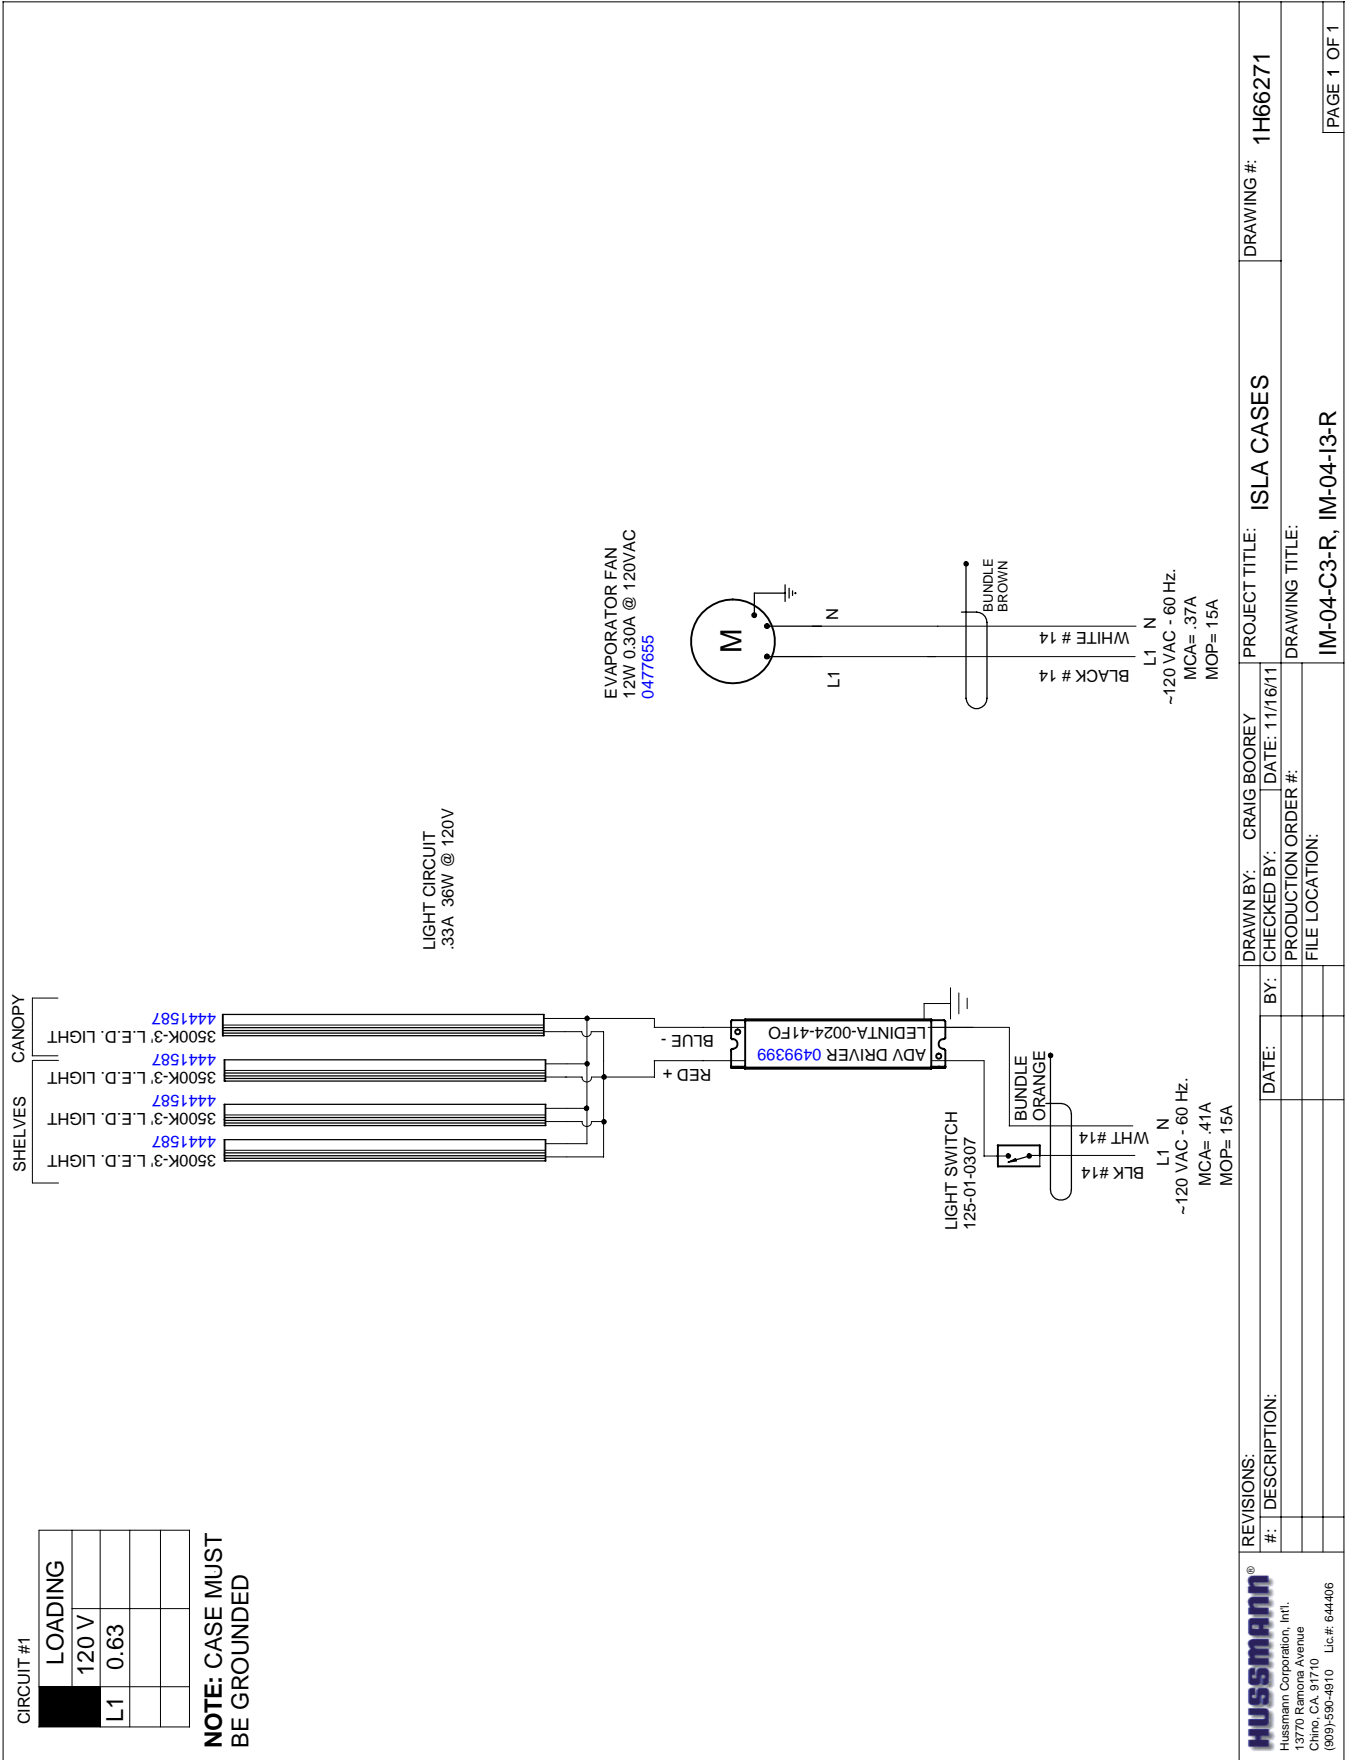 CIRCUIT #1
LOADING
120 V
L1 0.63
NOTE: CASE MUST
BE GROUNDED
SHELVES CANOPY
3500K-3' L.E.D. LIGHT
4441587
3500K-3' L.E.D. LIGHT
4441587
3500K-3' L.E.D. LIGHT
4441587
3500K-3' L.E.D. LIGHT
4441587
LIGHT CIRCUIT
.33A 36W @ 120V
RED +
BLUE -
ADV DRIVER 0499399
LEDINTA-0024-41FO
LIGHT SWITCH
125-01-0307
BUNDLE
ORANGE
BLK #14
WHT #14
L1 N
~120 VAC - 60 Hz.
MCA= .41A
MOP= 15A
EVAPORATOR FAN
12W 0.30A @ 120VAC
0477655
M
L1 N
BUNDLE
BROWN
BLACK # 14
WHITE # 14
L1 N
~120 VAC - 60 Hz.
MCA= .37A
MOP= 15A
HUSSMANN®
Hussmann Corporation, Int'l.
13770 Ramona Avenue
Chino, CA. 91710
(909)-590-4910 Lic.#: 644406
REVISIONS:
#: DESCRIPTION: DATE: BY:
DRAWN BY: CRAIG BOOREY
CHECKED BY: DATE: 11/16/11
PRODUCTION ORDER #:
FILE LOCATION:
PROJECT TITLE: ISLA CASES
DRAWING TITLE:
IM-04-C3-R, IM-04-I3-R
DRAWING #: 1H66271
PAGE 1 OF 1